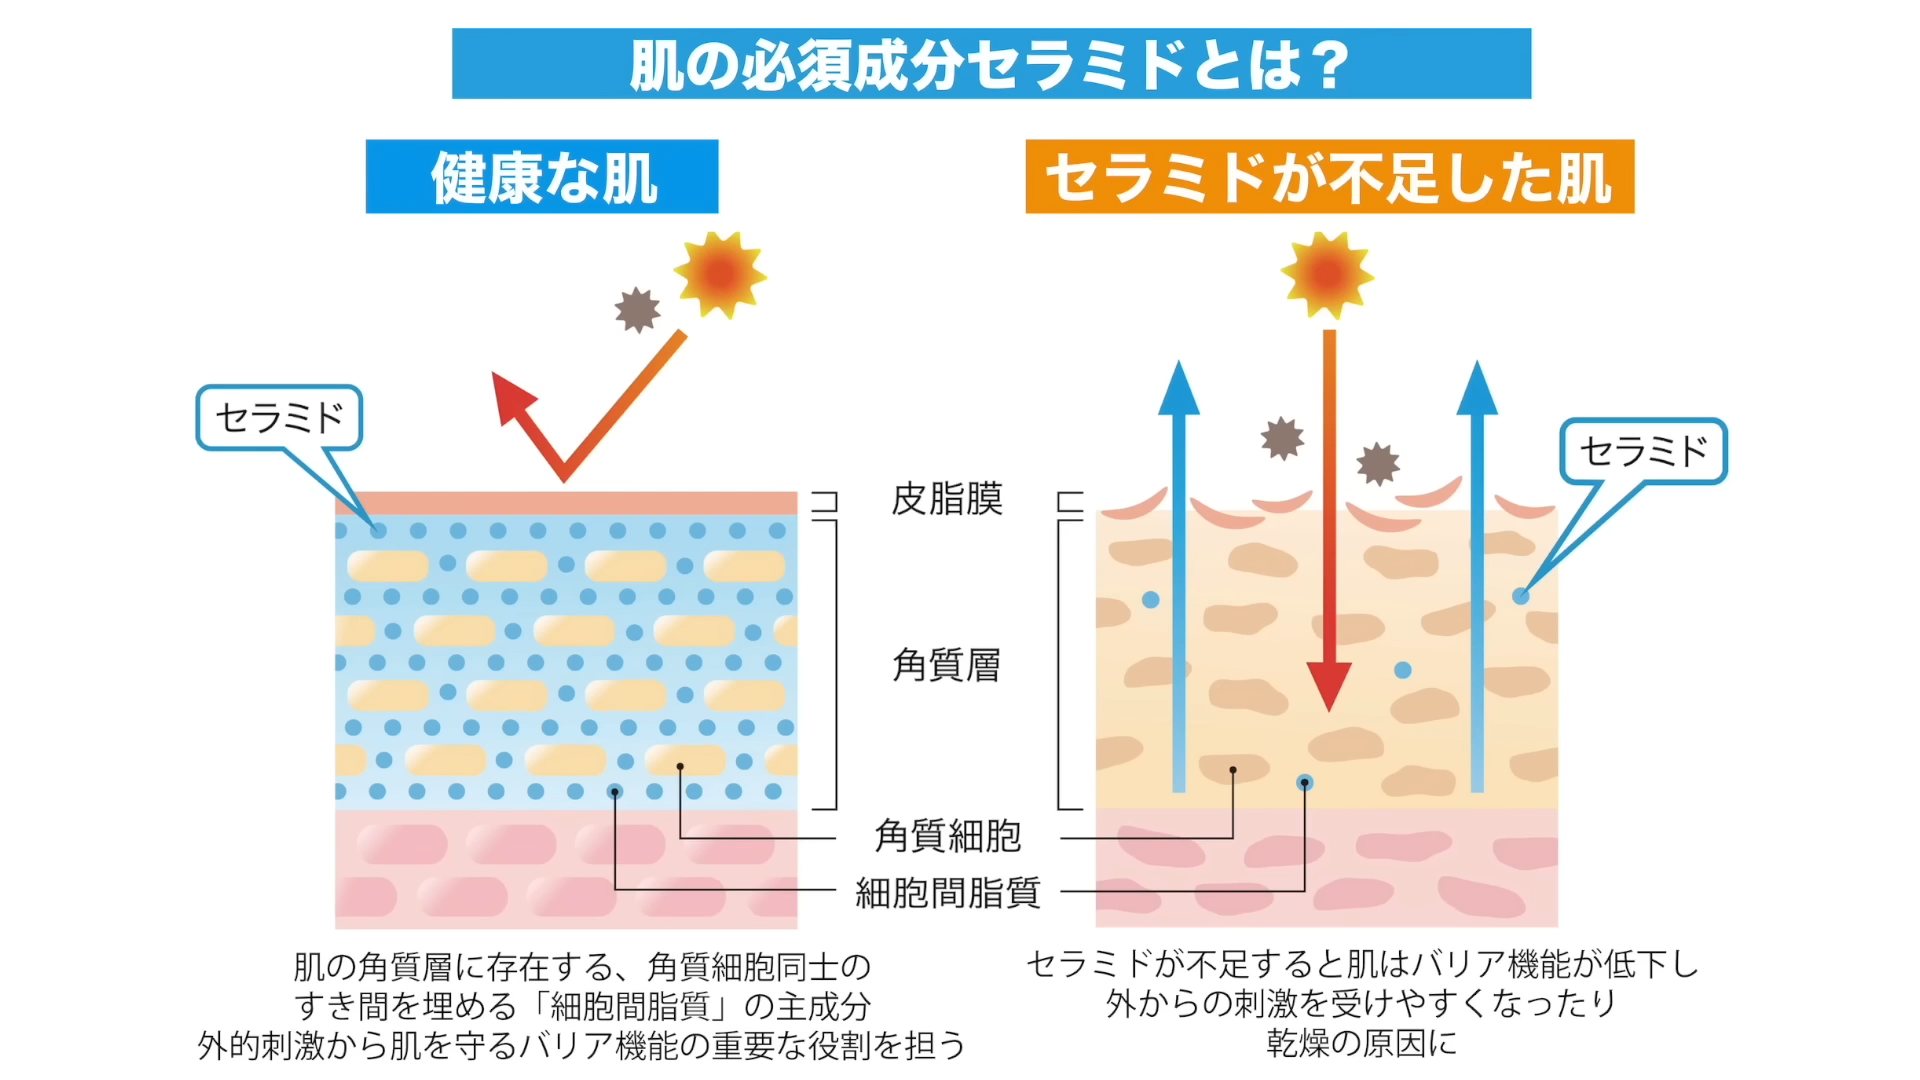 肌の必須成分セラミドとは？
健康な肌
セラミドが不足した肌
セラミド
セラミド
皮脂膜
角質層
角質細胞
細胞間脂質
肌の角質層に存在する、角質細胞同士の
すき間を埋める「細胞間脂質」の主成分
外的刺激から肌を守るバリア機能の重要な役割を担う
セラミドが不足すると肌はバリア機能が低下し
外からの刺激を受けやすくなったり
乾燥の原因に